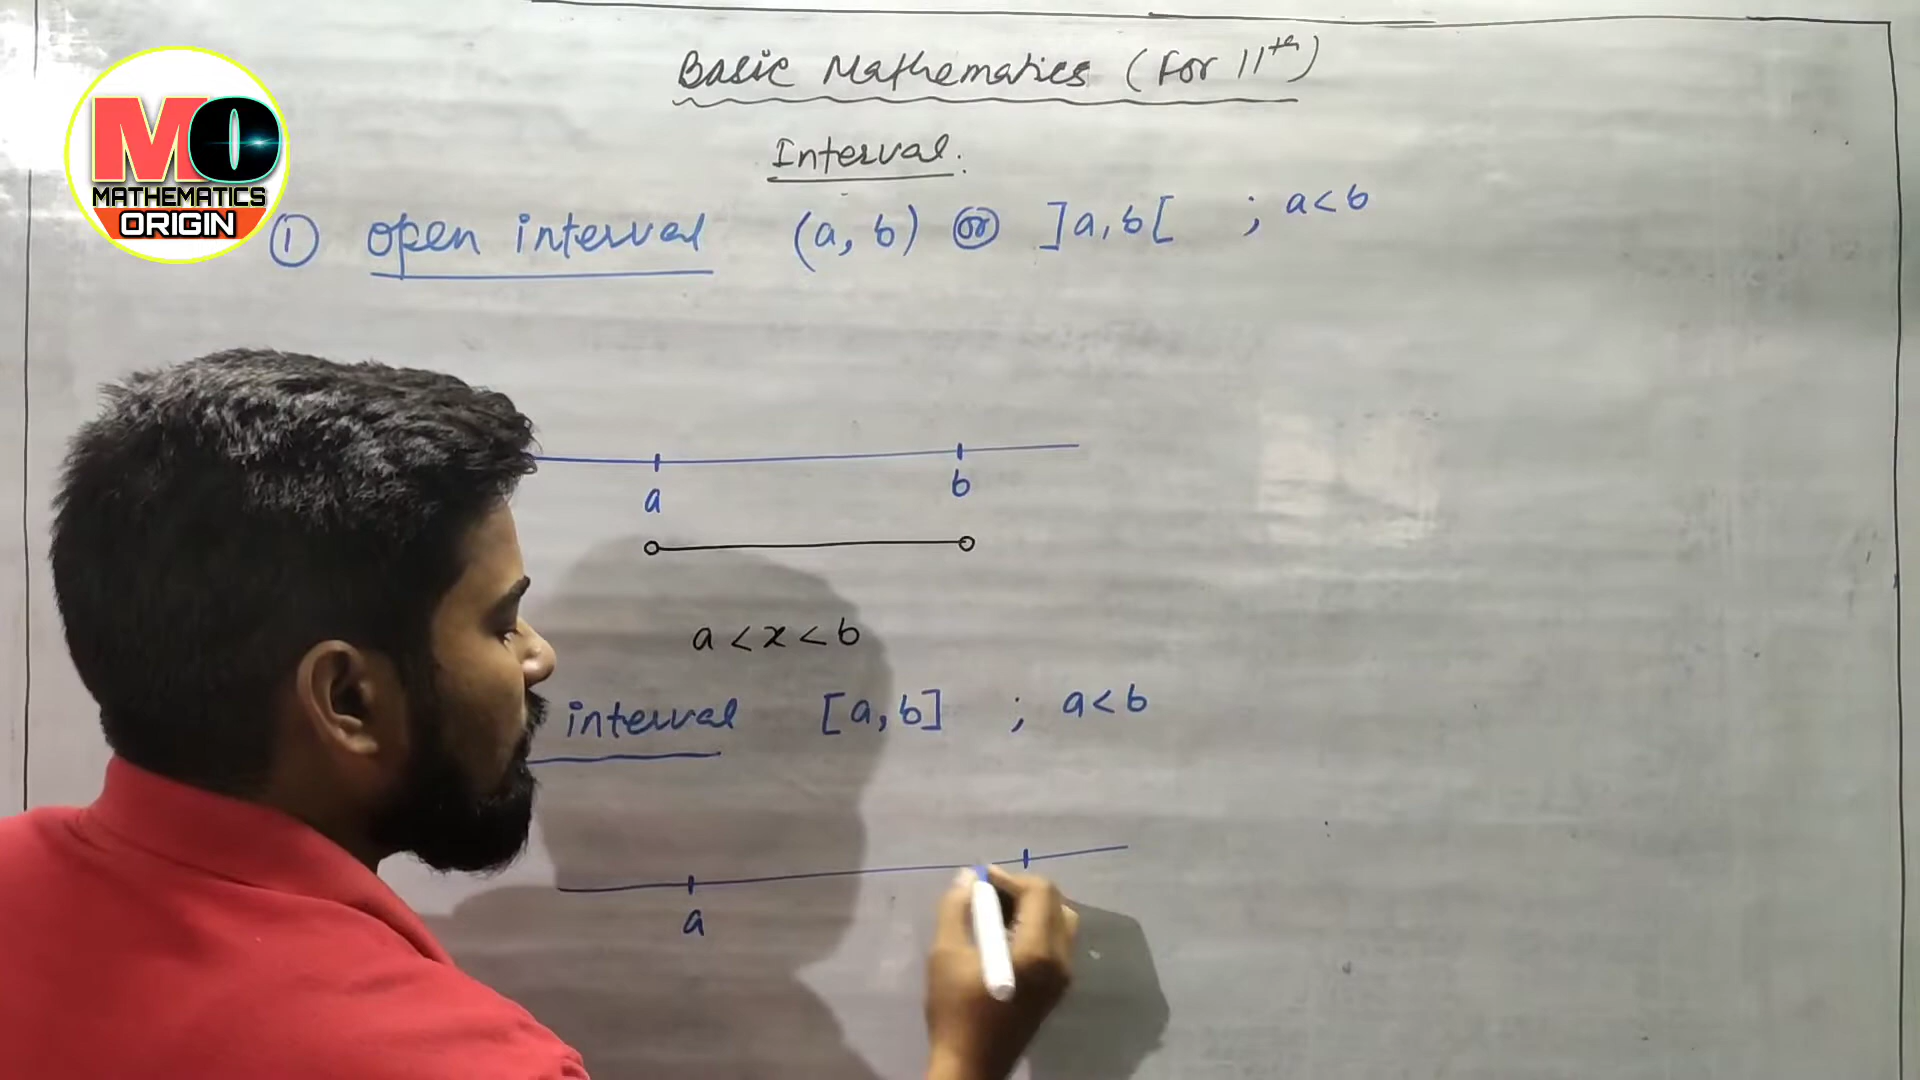 Basic Mathematics (For 11th)
Interval.
MO
MATHEMATICS
ORIGIN
① open interval (a, b) or ]a, b[ ; a < b
a b
a < x < b
interval [a, b] ; a < b
a